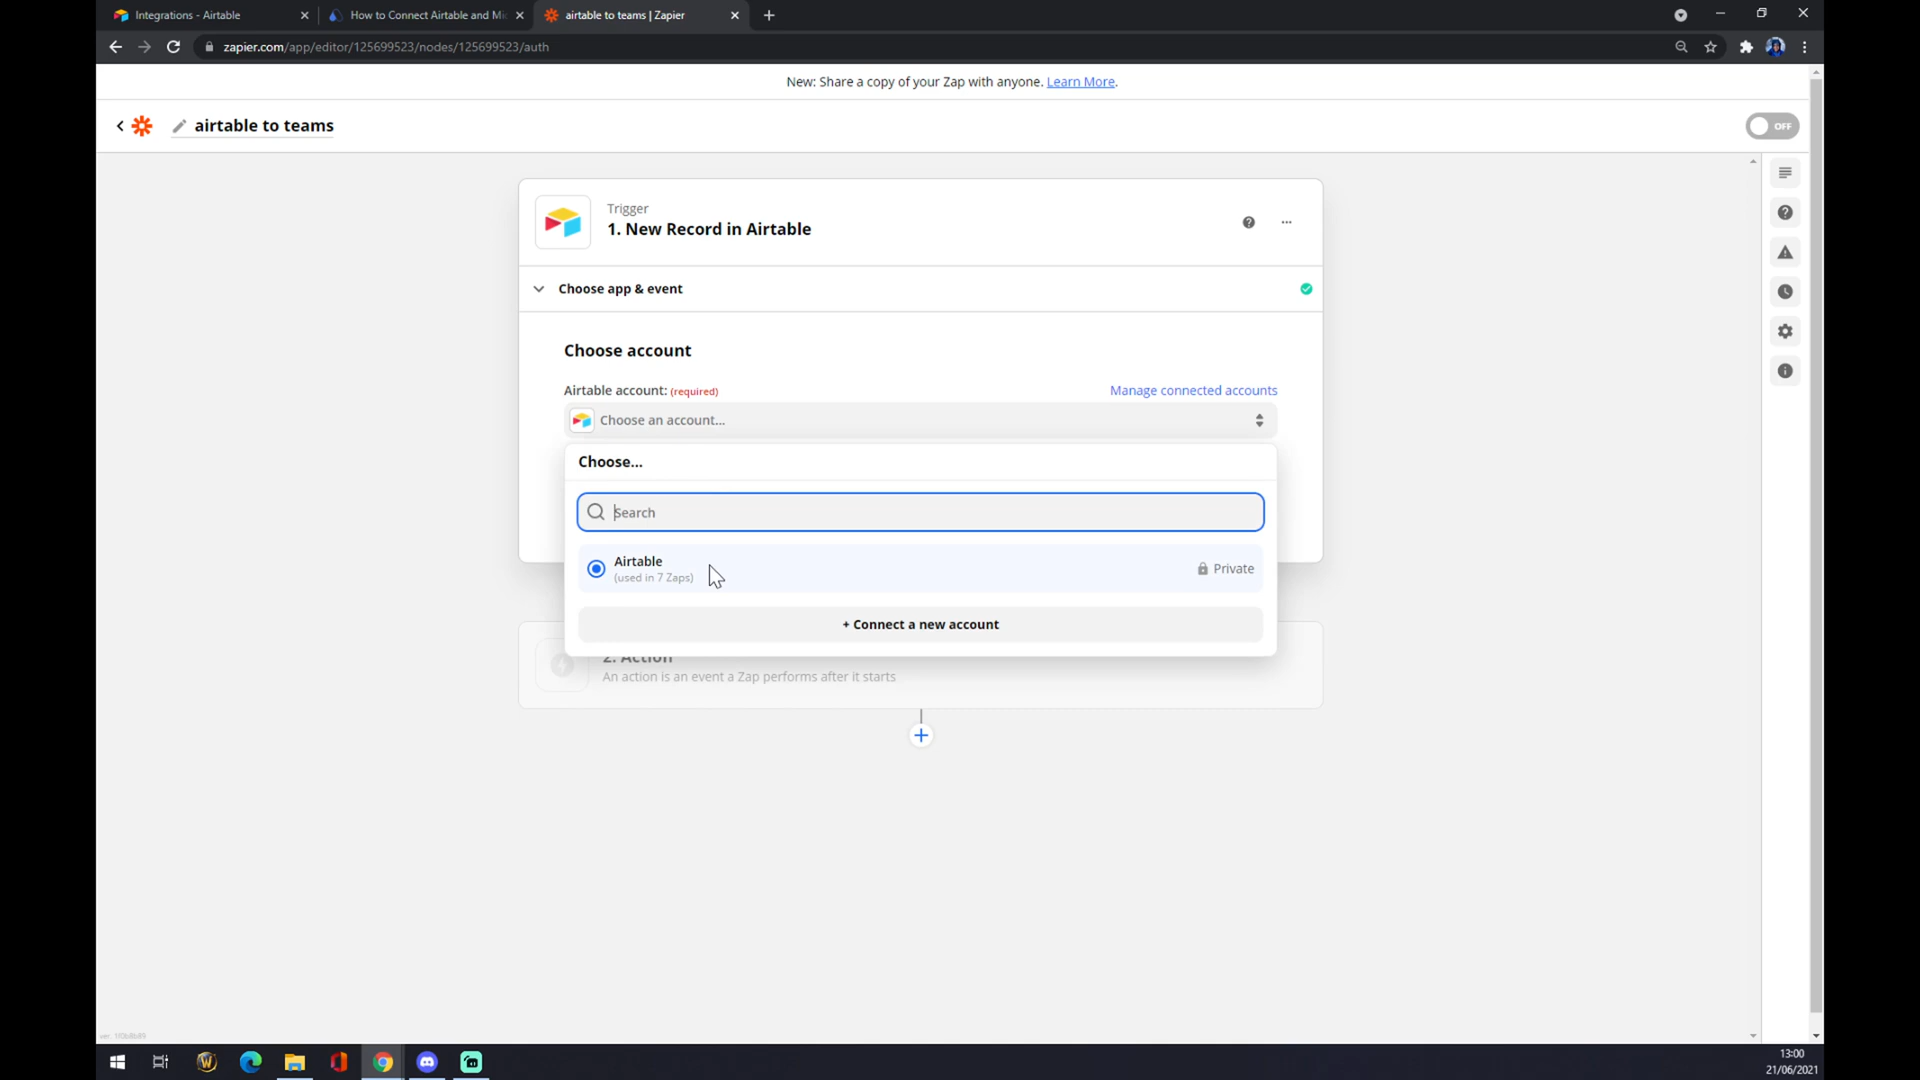 Integrations - Airtable
How to Connect Airtable and Mic
airtable to teams | Zapier
zapier.com/app/editor/125699523/nodes/125699523/auth
New: Share a copy of your Zap with anyone. Learn More.
airtable to teams
OFF
Trigger
1. New Record in Airtable
Choose app & event
Choose account
Airtable account: (required)
Manage connected accounts
Choose an account...
Choose...
Search
Airtable
(used in 7 Zaps)
Private
+ Connect a new account
2. Action
An action is an event a Zap performs after it starts
13:00
21/06/2021